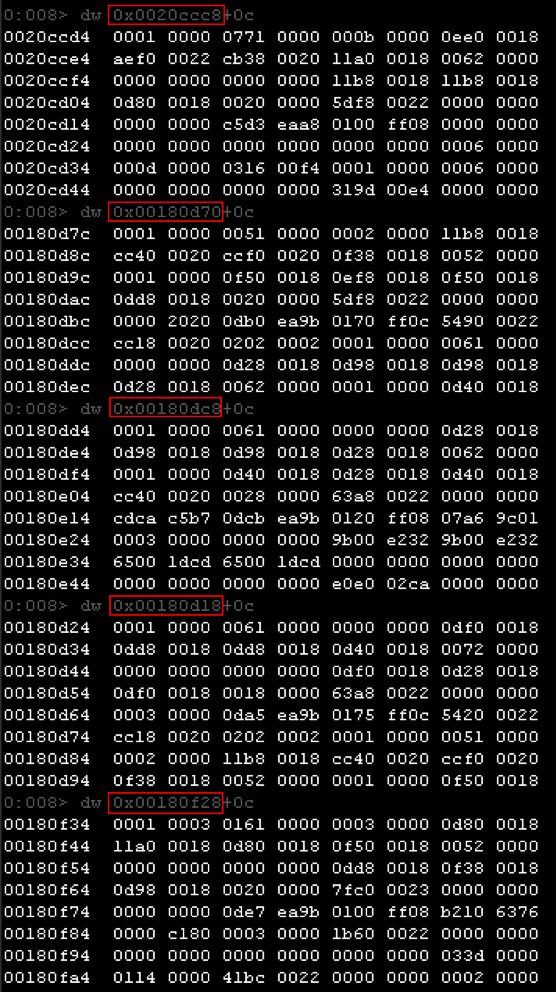 0:008> dw 0x0020ccc8+0c
0020ccd4 0001 0000 0771 0000 000b 0000 0ee0 0018
0020cce4 aef0 0022 cb38 0020 11a0 0018 0062 0000
0020ccf4 0000 0000 0000 0000 11b8 0018 11b8 0018
0020cd04 0d80 0018 0020 0000 5df8 0022 0000 0000
0020cd14 0000 0000 c5d3 eaa8 0100 ff08 0000 0000
0020cd24 0000 0000 0000 0000 0000 0000 0006 0000
0020cd34 000d 0000 0316 00f4 0001 0000 0006 0000
0020cd44 0000 0000 0000 0000 319d 00e4 0000 0000
0:008> dw 0x00180d70+0c
00180d7c 0001 0000 0051 0000 0002 0000 11b8 0018
00180d8c cc40 0020 ccf0 0020 0f38 0018 0052 0000
00180d9c 0001 0000 0f50 0018 0ef8 0018 0f50 0018
00180dac 0dd8 0018 0020 0000 5df8 0022 0000 0000
00180dbc 0000 2020 0db0 ea9b 0170 ff0c 5490 0022
00180dcc cc18 0020 0202 0002 0001 0000 0061 0000
00180ddc 0000 0000 0d28 0018 0d98 0018 0d98 0018
00180dec 0d28 0018 0062 0000 0001 0000 0d40 0018
0:008> dw 0x00180dc8+0c
00180dd4 0001 0000 0061 0000 0000 0000 0d28 0018
00180de4 0d98 0018 0d98 0018 0d28 0018 0062 0000
00180df4 0001 0000 0d40 0018 0d28 0018 0d40 0018
00180e04 cc40 0020 0028 0000 63a8 0022 0000 0000
00180e14 cdca c5b7 0dcb ea9b 0120 ff08 07a6 9c01
00180e24 0003 0000 0000 0000 9b00 e232 9b00 e232
00180e34 6500 1dcd 6500 1dcd 0000 0000 0000 0000
00180e44 0000 0000 0000 0000 e0e0 02ca 0000 0000
0:008> dw 0x00180d18+0c
00180d24 0001 0000 0061 0000 0000 0000 0df0 0018
00180d34 0dd8 0018 0dd8 0018 0d40 0018 0072 0000
00180d44 0000 0000 0000 0000 0df0 0018 0d28 0018
00180d54 0df0 0018 0018 0000 63a8 0022 0000 0000
00180d64 0003 0000 0da5 ea9b 0175 ff0c 5420 0022
00180d74 cc18 0020 0202 0002 0001 0000 0051 0000
00180d84 0002 0000 11b8 0018 cc40 0020 ccf0 0020
00180d94 0f38 0018 0052 0000 0001 0000 0f50 0018
0:008> dw 0x00180f28+0c
00180f34 0001 0003 0161 0000 0003 0000 0d80 0018
00180f44 11a0 0018 0d80 0018 0f50 0018 0052 0000
00180f54 0000 0000 0000 0000 0dd8 0018 0f38 0018
00180f64 0d98 0018 0020 0000 7fc0 0023 0000 0000
00180f74 0000 0000 0de7 ea9b 0100 ff08 b210 6376
00180f84 0000 c180 0003 0000 1b60 0022 0000 0000
00180f94 0000 0000 0000 0000 0000 0000 033d 0000
00180fa4 0114 0000 41bc 0022 0000 0000 0002 0000